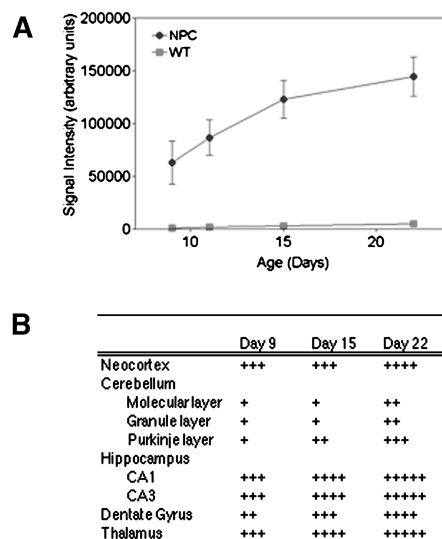 A
200000
150000
100000
50000
0
Signal Intensity (arbitrary units)
NPC
WT
10 15 20
Age (Days)
B
Day 9 Day 15 Day 22
Neocortex +++ +++ ++++
Cerebellum
Molecular layer + + ++
Granule layer + + ++
Purkinje layer + ++ +++
Hippocampus
CA1 +++ ++++ +++++
CA3 +++ ++++ +++++
Dentate Gyrus ++ +++ ++++
Thalamus +++ ++++ +++++